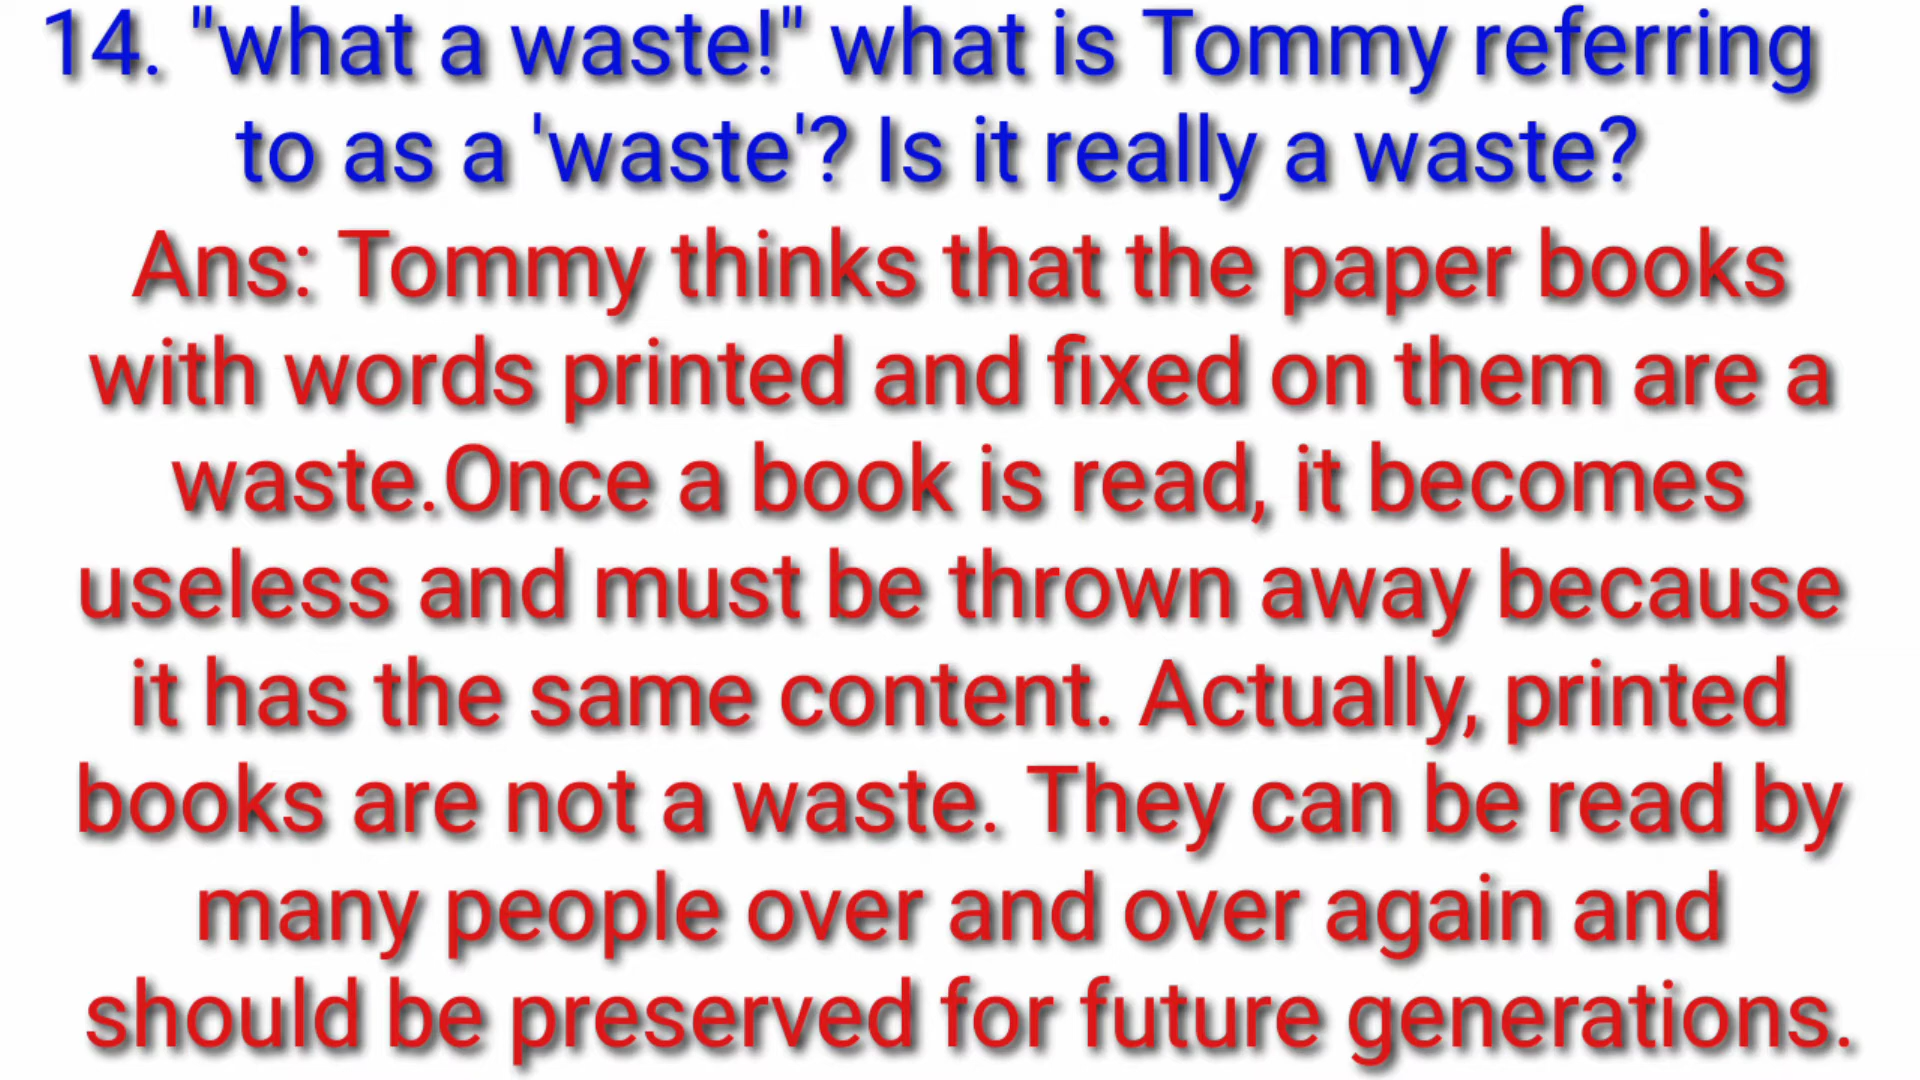 14. "what a waste!" what is Tommy referring
to as a 'waste'? Is it really a waste?
Ans: Tommy thinks that the paper books
with words printed and fixed on them are a
waste.Once a book is read, it becomes
useless and must be thrown away because
it has the same content. Actually, printed
books are not a waste. They can be read by
many people over and over again and
should be preserved for future generations.